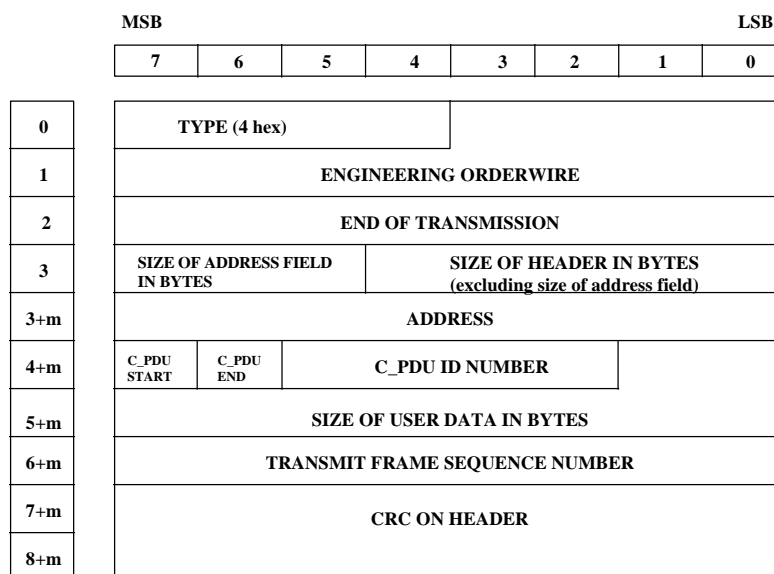 MSB LSB
7 6 5 4 3 2 1 0
0 TYPE (4 hex)
1 ENGINEERING ORDERWIRE
2 END OF TRANSMISSION
3 SIZE OF ADDRESS FIELD
IN BYTES
SIZE OF HEADER IN BYTES
(excluding size of address field)
3+m ADDRESS
4+m C_PDU
START
C_PDU
END
C_PDU ID NUMBER
5+m SIZE OF USER DATA IN BYTES
6+m TRANSMIT FRAME SEQUENCE NUMBER
7+m CRC ON HEADER
8+m